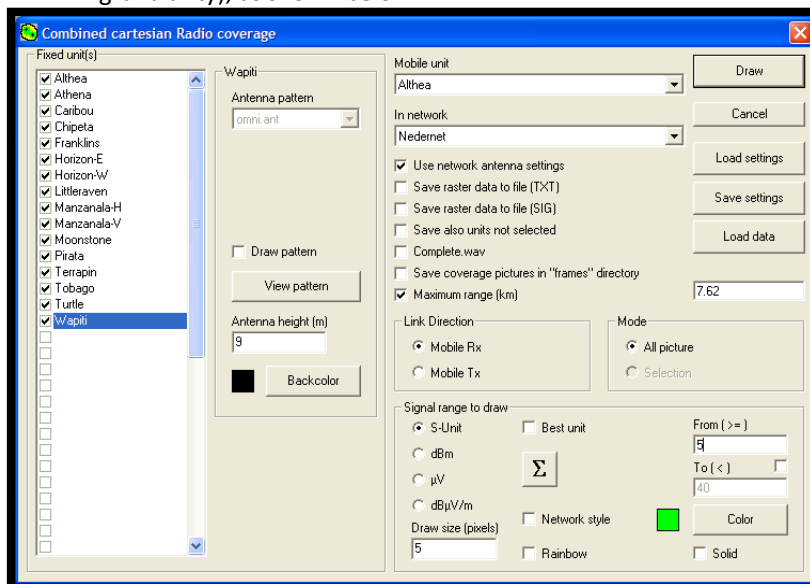 Combined cartesian Radio coverage
Fixed unit(s)
Althea
Athena
Caribou
Chipeta
Franklins
Horizon-E
Horizon-W
Littleraven
Manzanala-H
Manzanala-V
Moonstone
Pirata
Terrapin
Tobago
Turtle
Wapiti
Wapiti
Antenna pattern
omni.ant
Draw pattern
View pattern
Antenna height (m)
9
Backcolor
Mobile unit
Althea
In network
Nedernet
Use network antenna settings
Save raster data to file (TXT)
Save raster data to file (SIG)
Save also units not selected
Complete.wav
Save coverage pictures in "frames" directory
Maximum range (km)
7.62
Draw
Cancel
Load settings
Save settings
Load data
Link Direction
Mobile Rx
Mobile Tx
Mode
All picture
Selection
Signal range to draw
S-Unit
dBm
µV
dBµV/m
Draw size (pixels)
5
Best unit
Σ
Network style
Rainbow
From ( >= )
5
To ( < )
40
Color
Solid